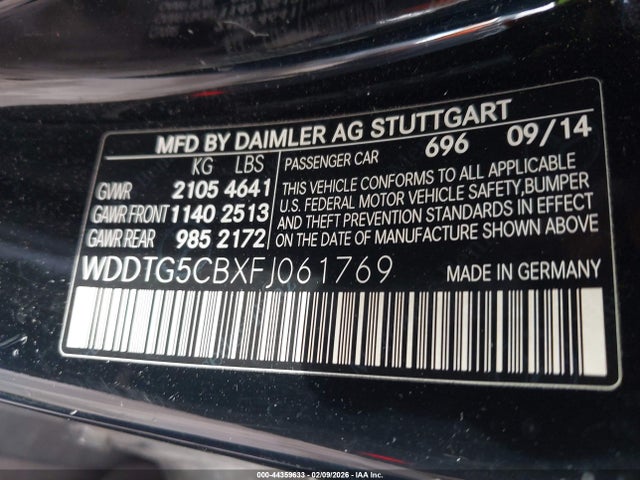 MFD BY DAIMLER AG STUTTGART
KG LBS
GVWR 2105 4641
GAWR FRONT 1140 2513
GAWR REAR 985 2172
PASSENGER CAR 696 09/14
THIS VEHICLE CONFORMS TO ALL APPLICABLE
U.S. FEDERAL MOTOR VEHICLE SAFETY, BUMPER
AND THEFT PREVENTION STANDARDS IN EFFECT
ON THE DATE OF MANUFACTURE SHOWN ABOVE
WDDTG5CBXFJ061769 MADE IN GERMANY
000-44359633 - 02/09/2026 - IAA Inc.